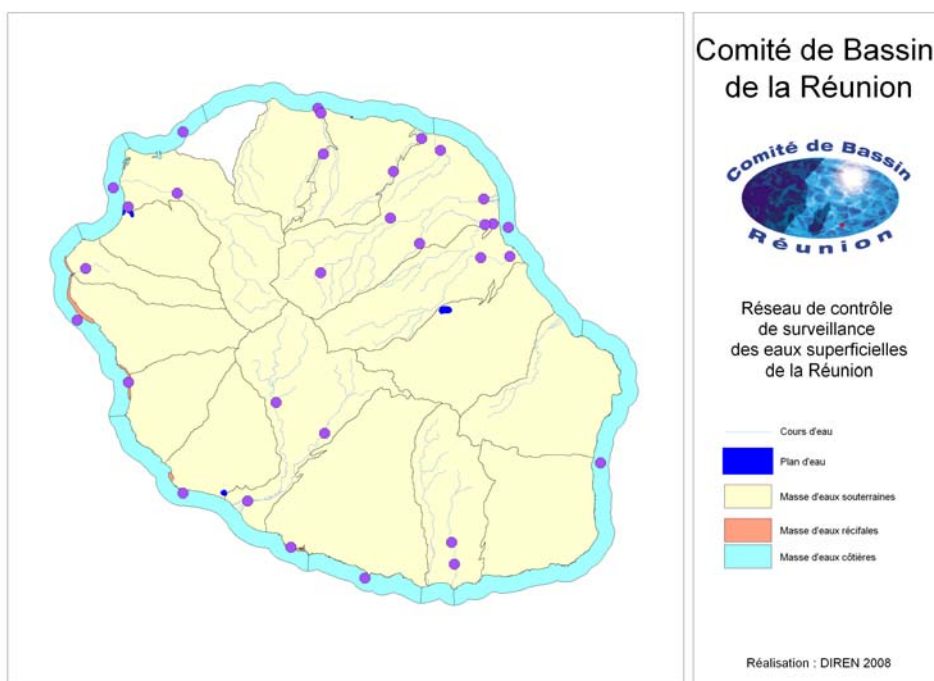 Comité de Bassin
de la Réunion
Comité de Bassin
Réunion
Réseau de contrôle
de surveillance
des eaux superficielles
de la Réunion
Cours d'eau
Plan d'eau
Masse d'eaux souterraines
Masse d'eaux récifales
Masse d'eaux côtières
Réalisation : DIREN 2008